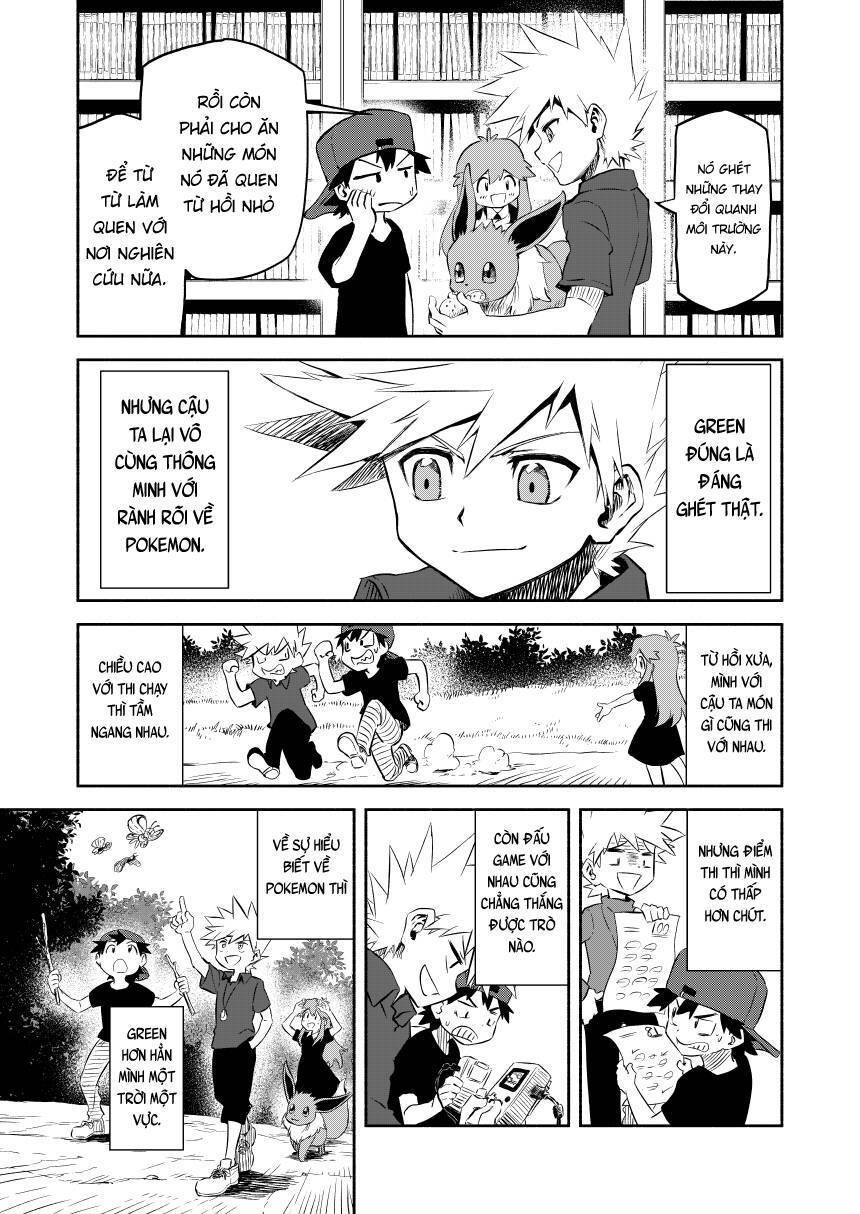 NÓ GHÉT
NHỮNG THAY
ĐỔI QUANH
MÔI TRƯỜNG
NÀY.
RỒI CÒN
PHẢI CHO ĂN
NHỮNG MÓN
NÓ ĐÃ QUEN
TỪ HỒI NHỎ
ĐỂ TỪ
TỪ LÀM
QUEN VỚI
NƠI NGHIÊN
CỨU NỮA.
GREEN
ĐÚNG LÀ
ĐÁNG
GHÉT THẬT.
NHƯNG CẬU
TA LẠI VÔ
CÙNG THÔNG
MINH VỚI
RÀNH RÕI VỀ
POKEMON.
TỪ HỒI XƯA,
MÌNH VỚI
CẬU TA MÓN
GÌ CŨNG THI
VỚI NHAU.
CHIỀU CAO
VỚI THI CHẠY
THÌ TẦM
NGANG NHAU.
NHƯNG ĐIỂM
THI THÌ MÌNH
CÓ THẤP
HƠN CHÚT.
100
CÒN ĐẤU
GAME VỚI
NHAU CŨNG
CHẲNG THẮNG
ĐƯỢC TRÒ
NÀO.
VỀ SỰ HIỂU
BIẾT VỀ
POKEMON THÌ
GREEN
HƠN HẲN
MÌNH MỘT
TRỜI MỘT
VỰC.